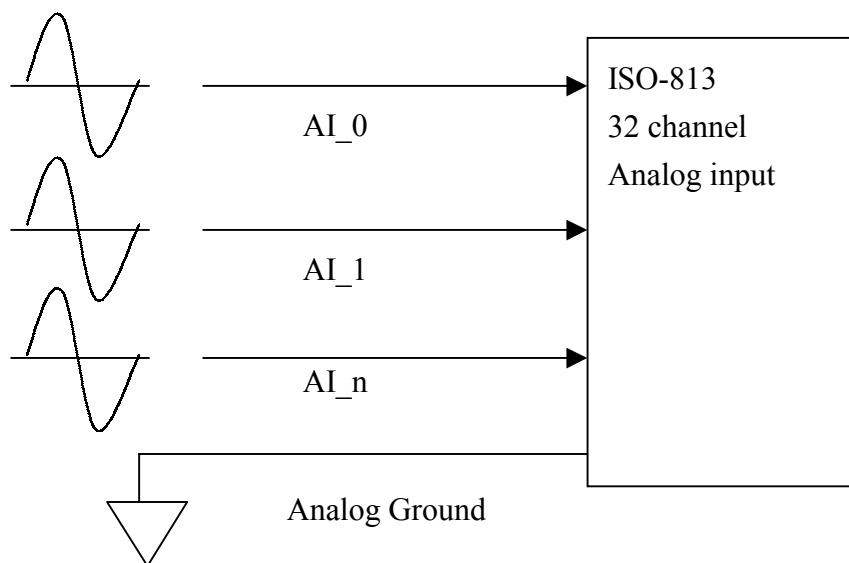 ISO-813
32 channel
Analog input
AI_0
AI_1
AI_n
Analog Ground